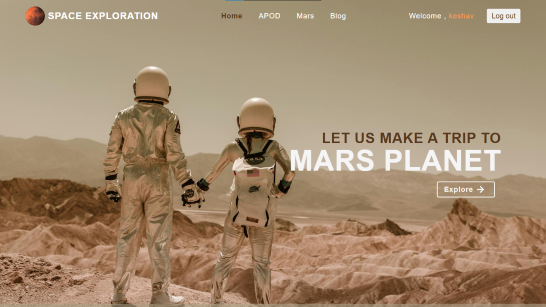 SPACE EXPLORATION
Home APOD Mars Blog
Welcome , keshav Log out
LET US MAKE A TRIP TO
MARS PLANET
Explore →